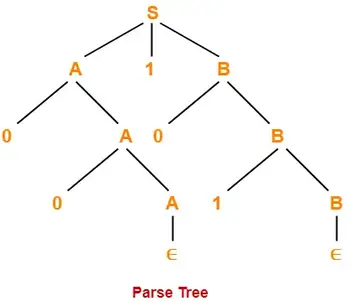 S
A 1 B
0 A 0 B
0 A 1 B
∈ ∈
Parse Tree